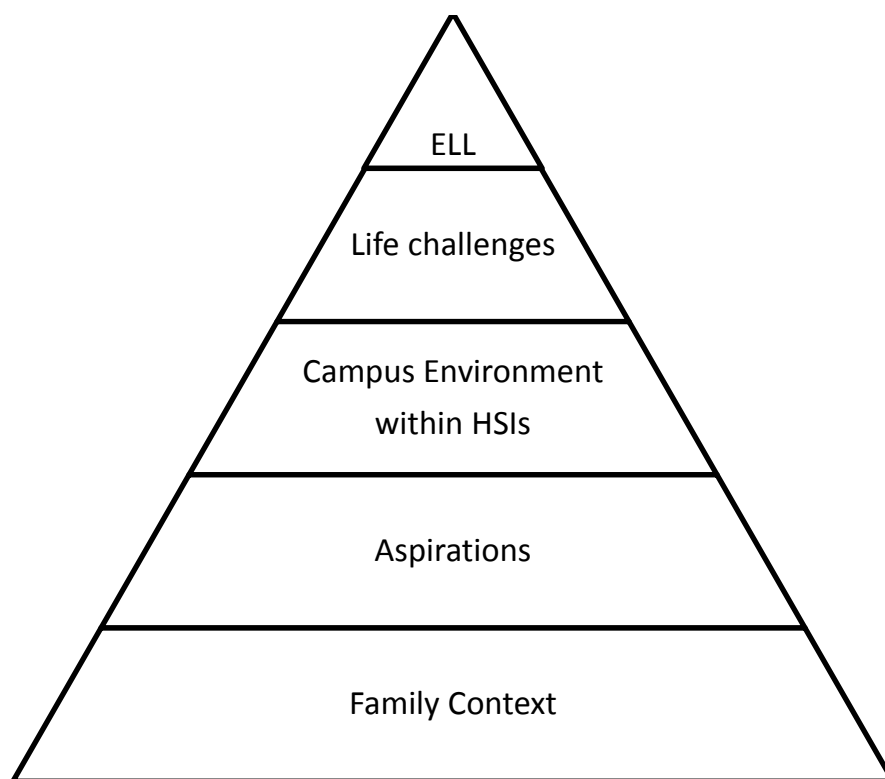 ELL
Life challenges
Campus Environment
within HSIs
Aspirations
Family Context